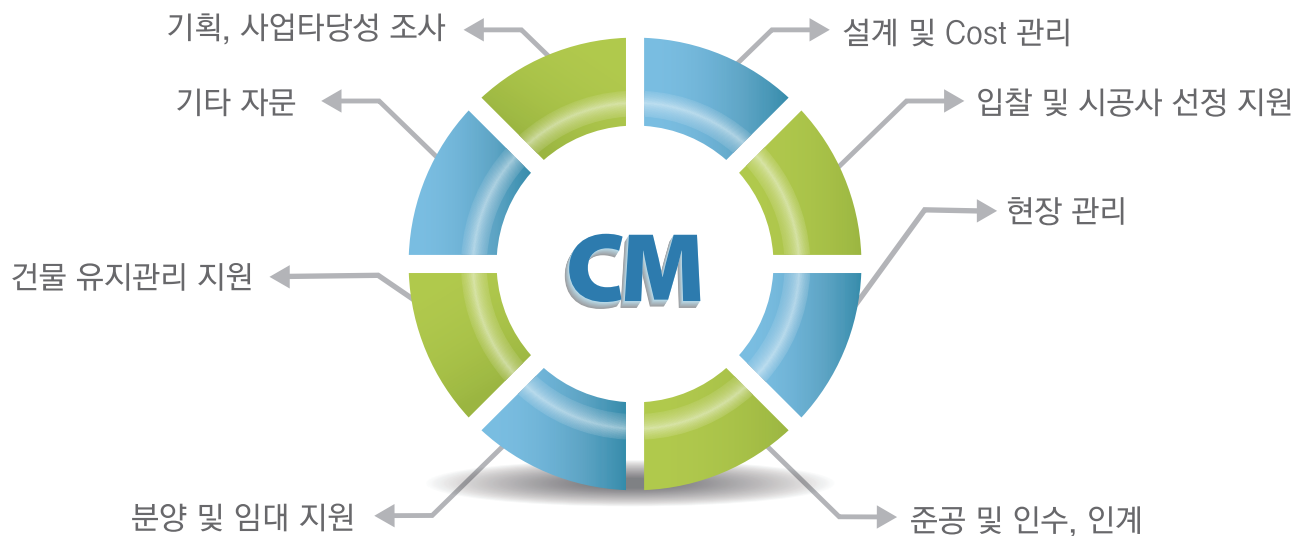 기획, 사업타당성 조사
설계 및 Cost 관리
기타 자문
입찰 및 시공사 선정 지원
현장 관리
CM
건물 유지관리 지원
분양 및 임대 지원
준공 및 인수, 인계